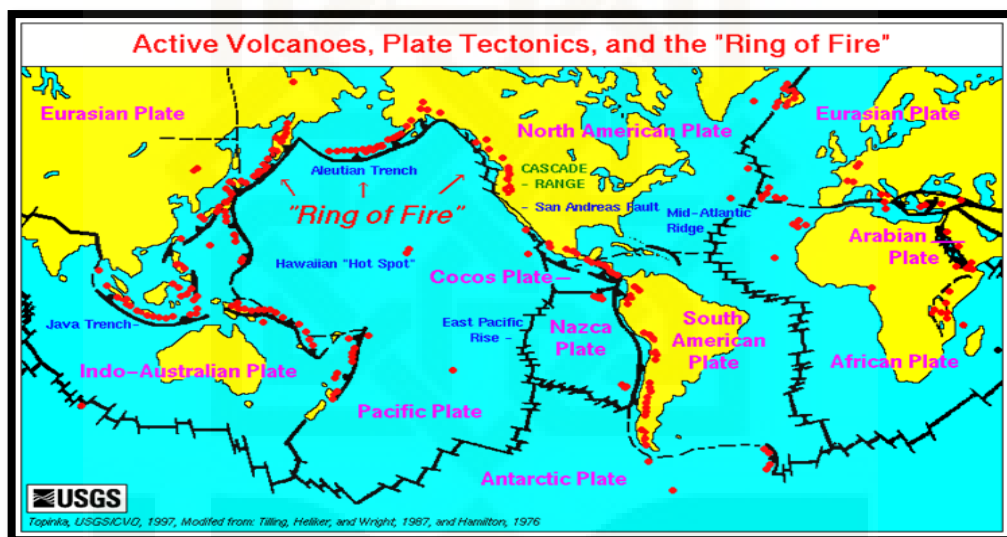 Active Volcanoes, Plate Tectonics, and the "Ring of Fire"
Eurasian Plate
North American Plate
Eurasian Plate
Aleutian Trench
CASCADE
- RANGE
"Ring of Fire"
- San Andreas Fault
Mid-Atlantic
Ridge
Arabian
Plate
Hawaiian "Hot Spot"
Cocos Plate
Java Trench-
East Pacific
Rise -
Nazca
Plate
South
American
Plate
African Plate
Indo-Australian Plate
Pacific Plate
Antarctic Plate
USGS
Topinka, USGS/CVO, 1997, Modified from: Tilling, Heliker, and Wright, 1987, and Hamilton, 1976